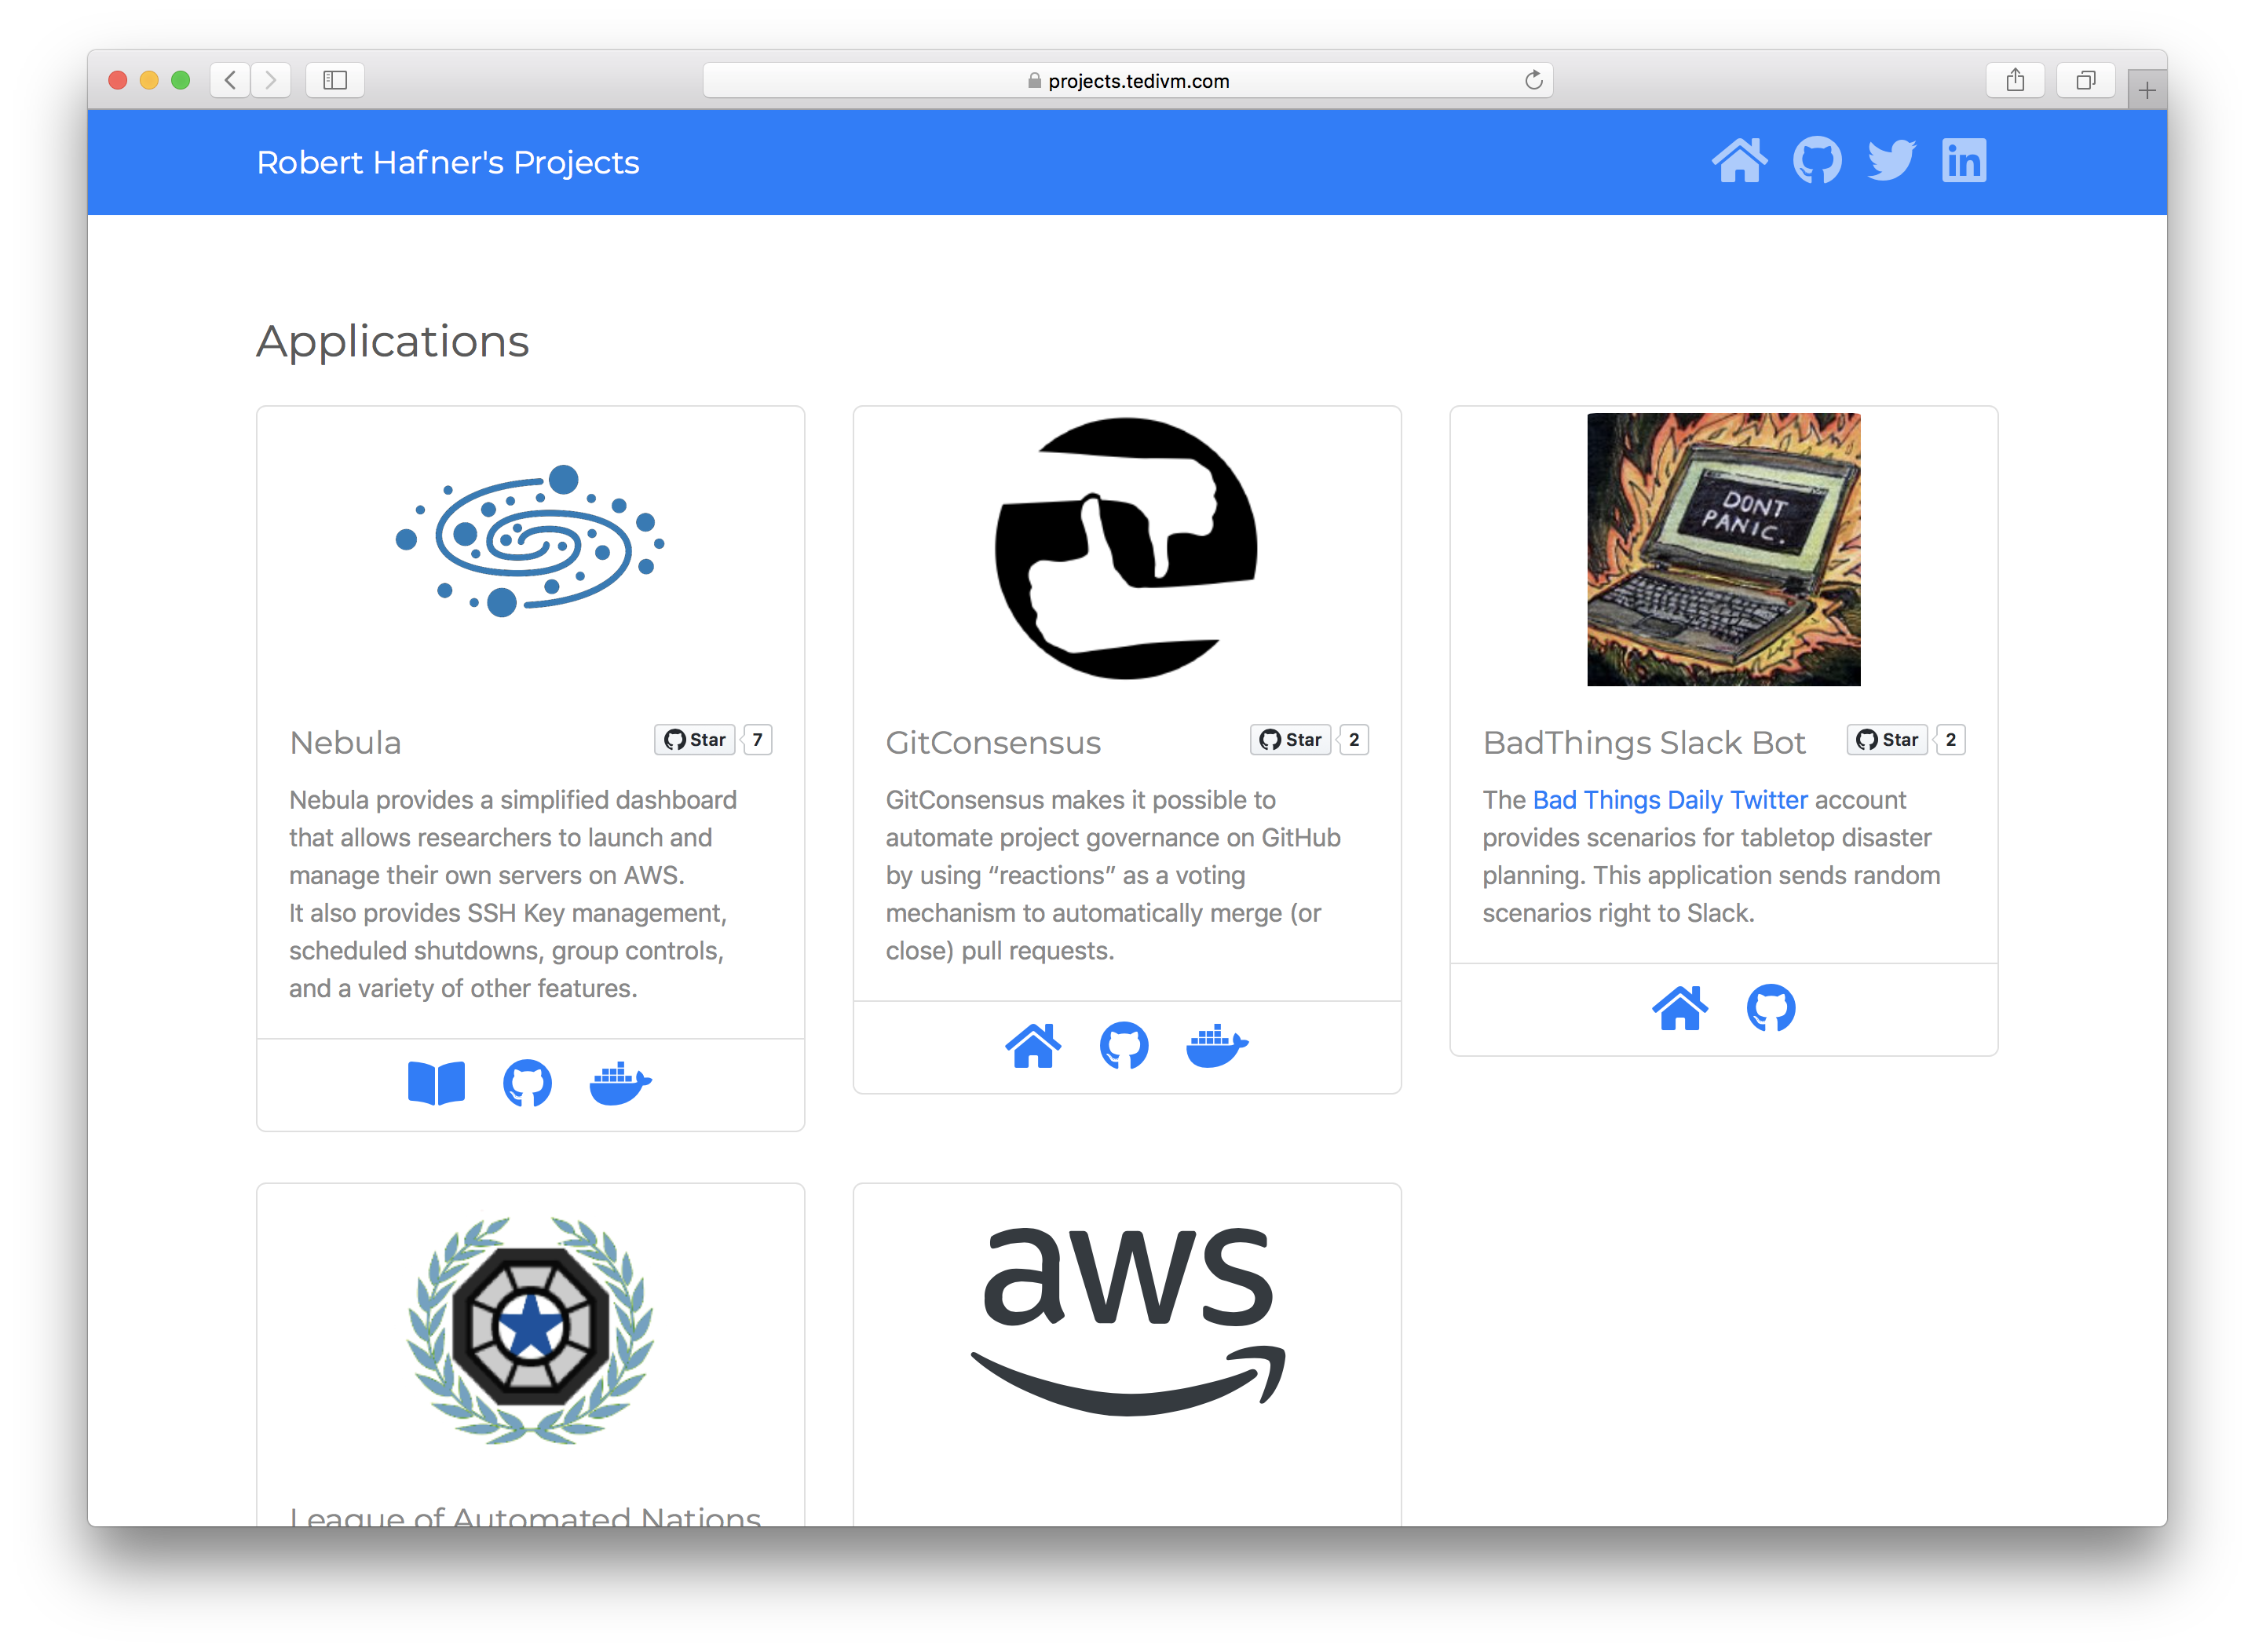 projects.tedivm.com
Robert Hafner's Projects
in
Applications
DONT
PANIC.
Nebula
Star 7
Nebula provides a simplified dashboard
that allows researchers to launch and
manage their own servers on AWS.
It also provides SSH Key management,
scheduled shutdowns, group controls,
and a variety of other features.
GitConsensus
Star 2
GitConsensus makes it possible to
automate project governance on GitHub
by using “reactions” as a voting
mechanism to automatically merge (or
close) pull requests.
BadThings Slack Bot
Star 2
The Bad Things Daily Twitter account
provides scenarios for tabletop disaster
planning. This application sends random
scenarios right to Slack.
League of Automated Nations
aws